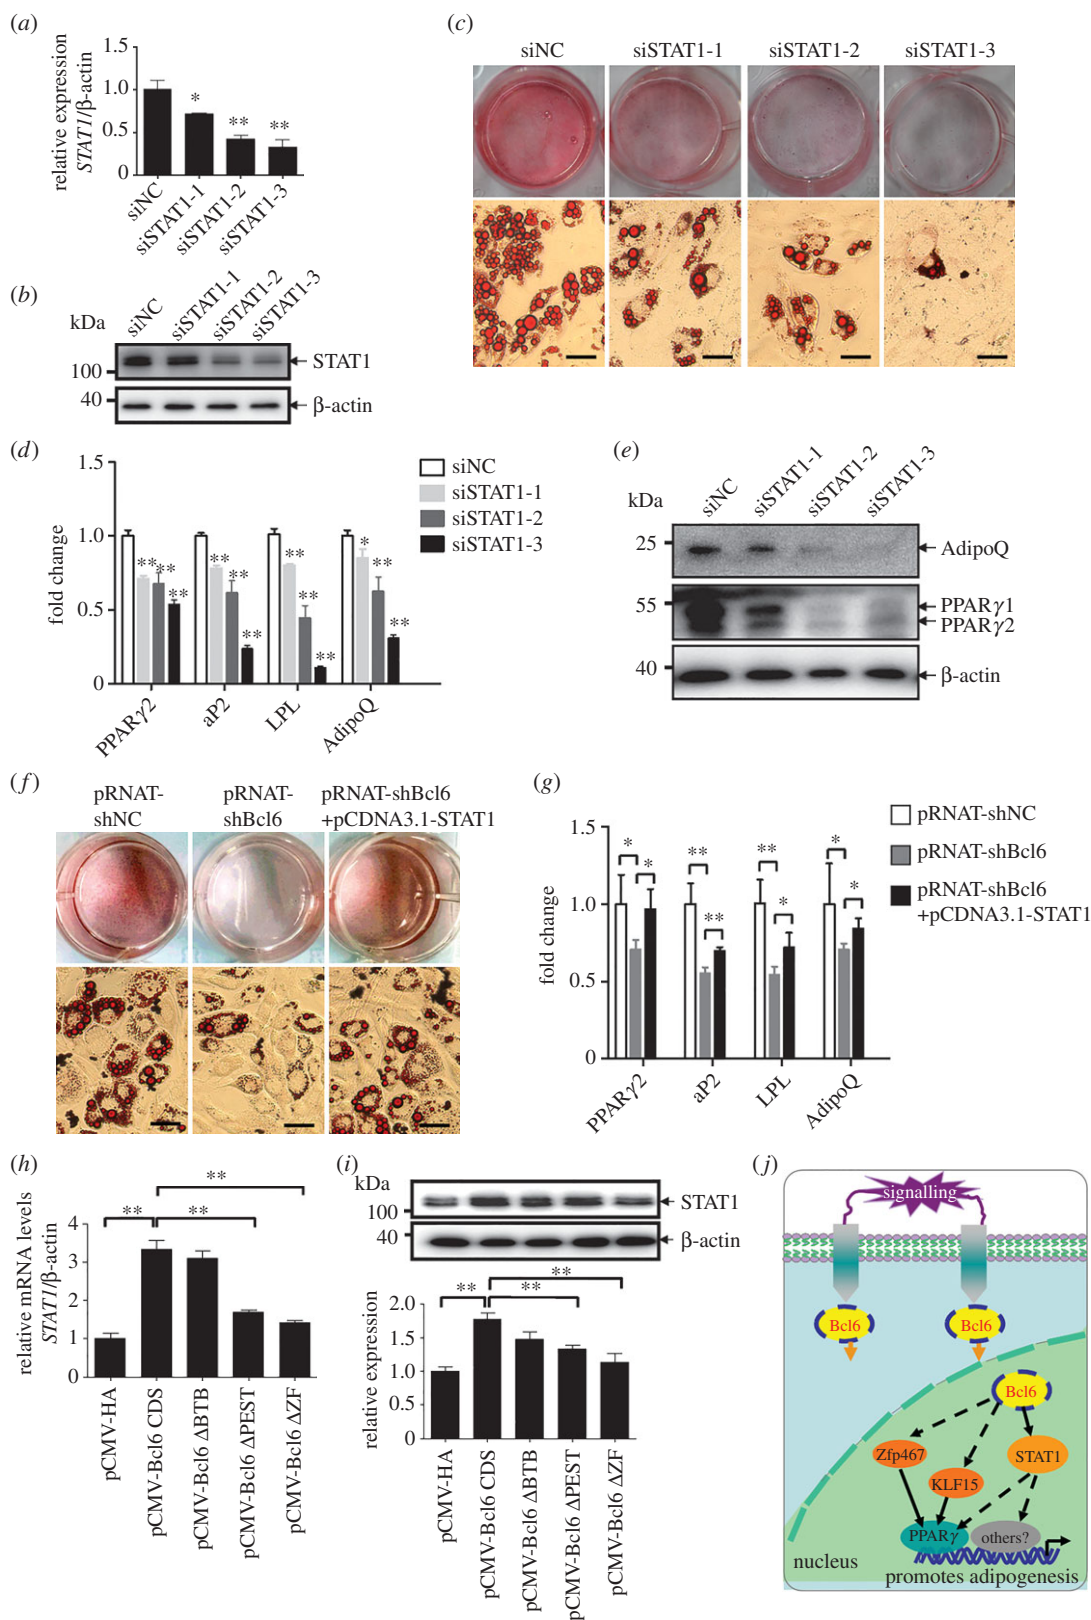 (a)
relative expression
STAT1/β-actin
1.5
1.0
0.5
0
*
**
**
siNC
siSTAT1-1
siSTAT1-2
siSTAT1-3
(b)
kDa
siNC
siSTAT1-1
siSTAT1-2
siSTAT1-3
100
STAT1
40
β-actin
(c)
siNC siSTAT1-1 siSTAT1-2 siSTAT1-3
(d)
fold change
1.5
1.0
0.5
0
siNC
siSTAT1-1
siSTAT1-2
siSTAT1-3
** ** **
** ** **
** ** **
* ** **
PPARγ2
aP2
LPL
AdipoQ
(e)
kDa
siNC
siSTAT1-1
siSTAT1-2
siSTAT1-3
25
AdipoQ
55
PPARγ1
PPARγ2
40
β-actin
(f)
pRNAT-
shNC
pRNAT-
shBcl6
pRNAT-shBcl6
+pCDNA3.1-STAT1
(g)
fold change
1.5
1.0
0.5
0
pRNAT-shNC
pRNAT-shBcl6
pRNAT-shBcl6
+pCDNA3.1-STAT1
* *
** **
** *
* *
PPARγ2
aP2
LPL
AdipoQ
(h)
relative mRNA levels
STAT1/β-actin
4
3
2
1
0
**
** **
pCMV-HA
pCMV-Bcl6 CDS
pCMV-Bcl6 ΔBTB
pCMV-Bcl6 ΔPEST
pCMV-Bcl6 ΔZF
(i)
kDa
100
STAT1
40
β-actin
relative expression
2.0
1.5
1.0
0.5
0
**
** **
pCMV-HA
pCMV-Bcl6 CDS
pCMV-Bcl6 ΔBTB
pCMV-Bcl6 ΔPEST
pCMV-Bcl6 ΔZF
(j)
signalling
Bcl6
Bcl6
Bcl6
Zfp467
STAT1
KLF15
PPARγ
others?
nucleus
promotes adipogenesis